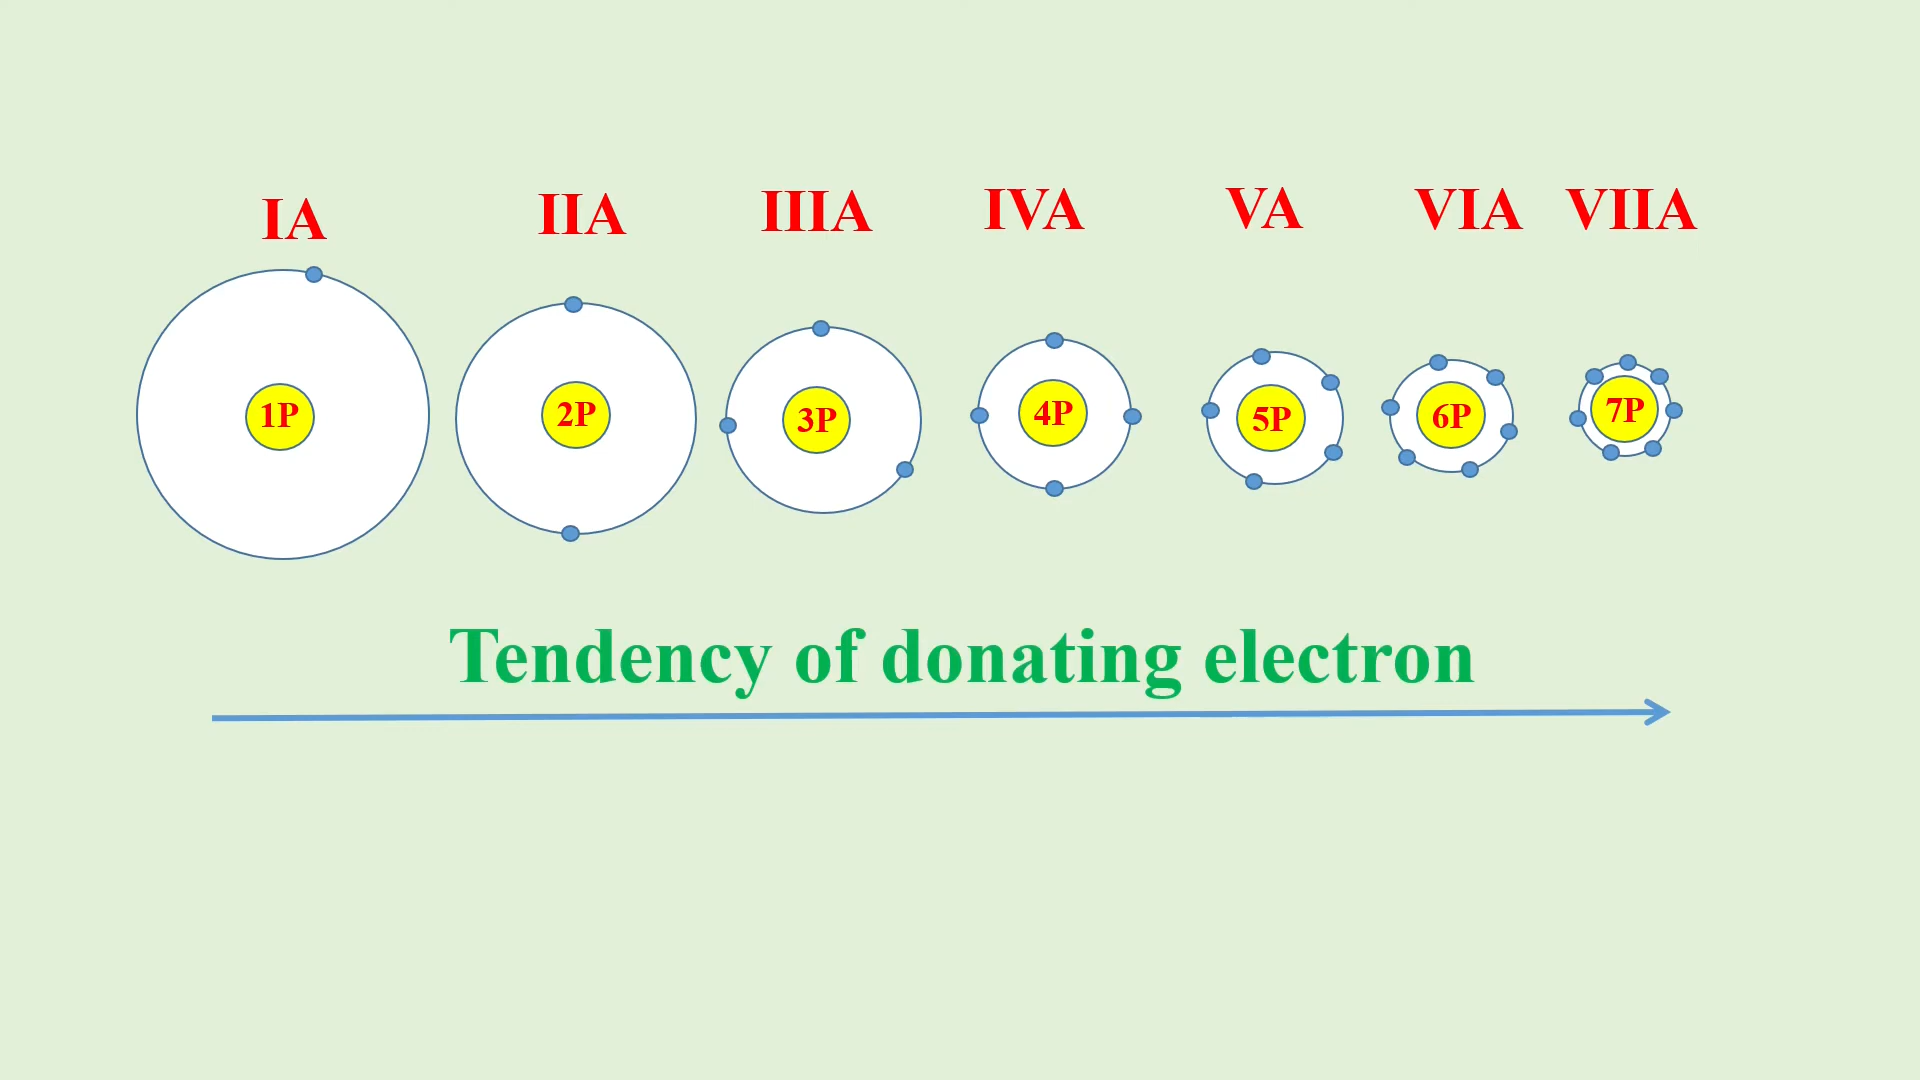 IA IIA IIIA IVA VA VIA VIIA
1P 2P 3P 4P 5P 6P 7P
Tendency of donating electron